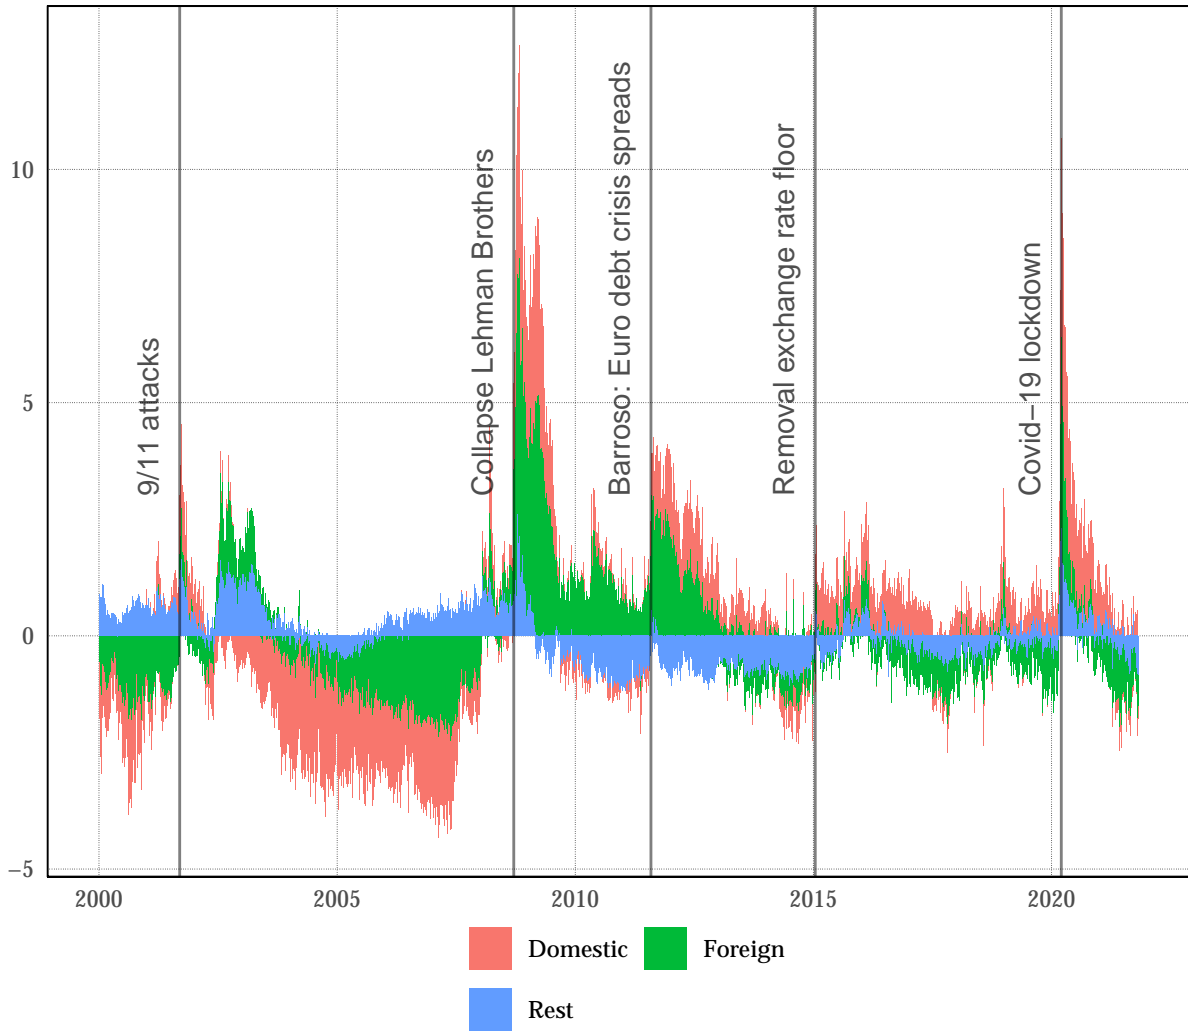 10
5
0
−5
9/11 attacks
Collapse Lehman Brothers
Barroso: Euro debt crisis spreads
Removal exchange rate floor
Covid−19 lockdown
2000 2005 2010 2015 2020
Domestic Foreign
Rest